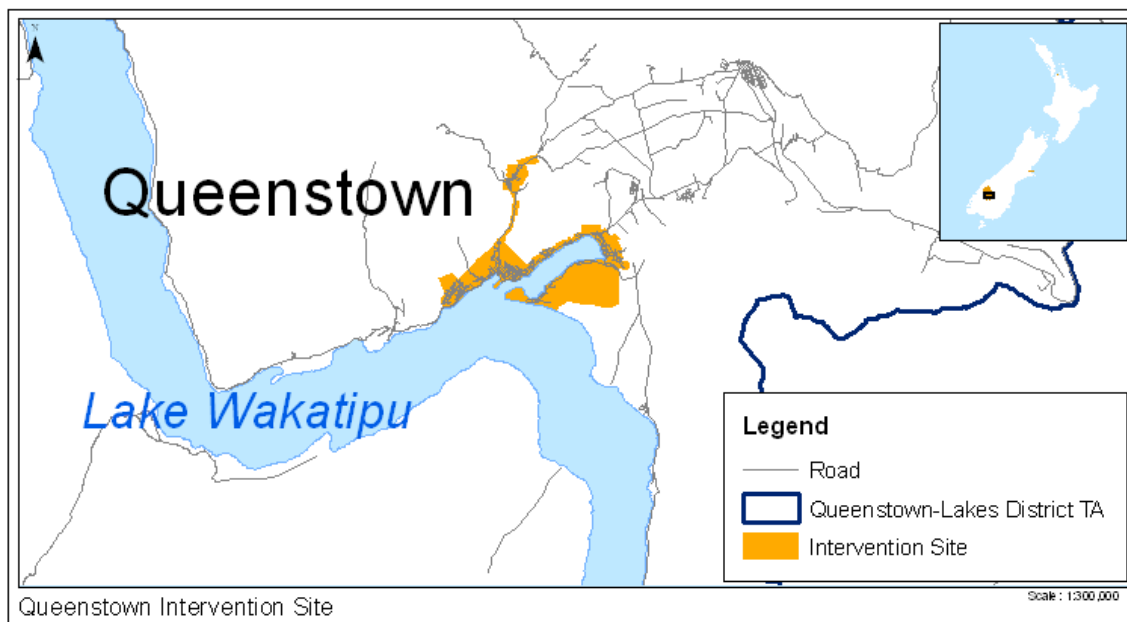 Queenstown
Lake Wakatipu
Legend
Road
Queenstown-Lakes District TA
Intervention Site
Queenstown Intervention Site
Scale : 1:300,000